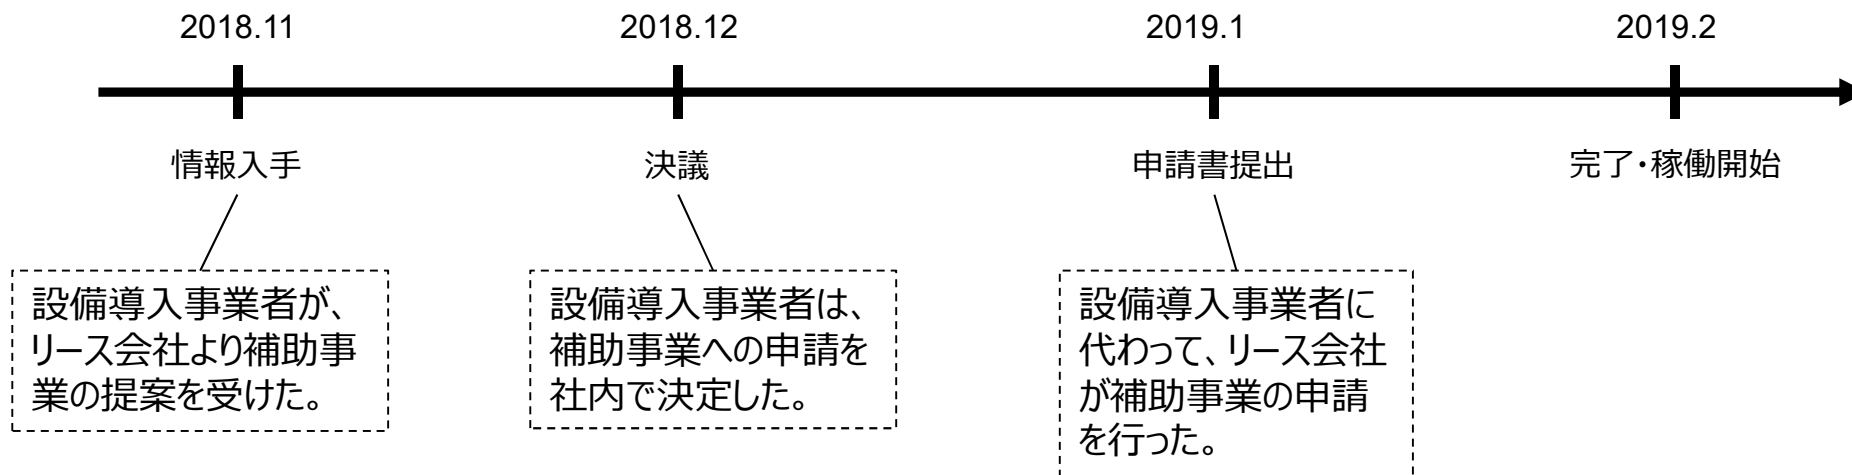 2018.11
2018.12
2019.1
2019.2
情報入手
決議
申請書提出
完了・稼働開始
設備導入事業者が、
リース会社より補助事
業の提案を受けた。
設備導入事業者は、
補助事業への申請を
社内で決定した。
設備導入事業者に
代わって、リース会社
が補助事業の申請
を行った。